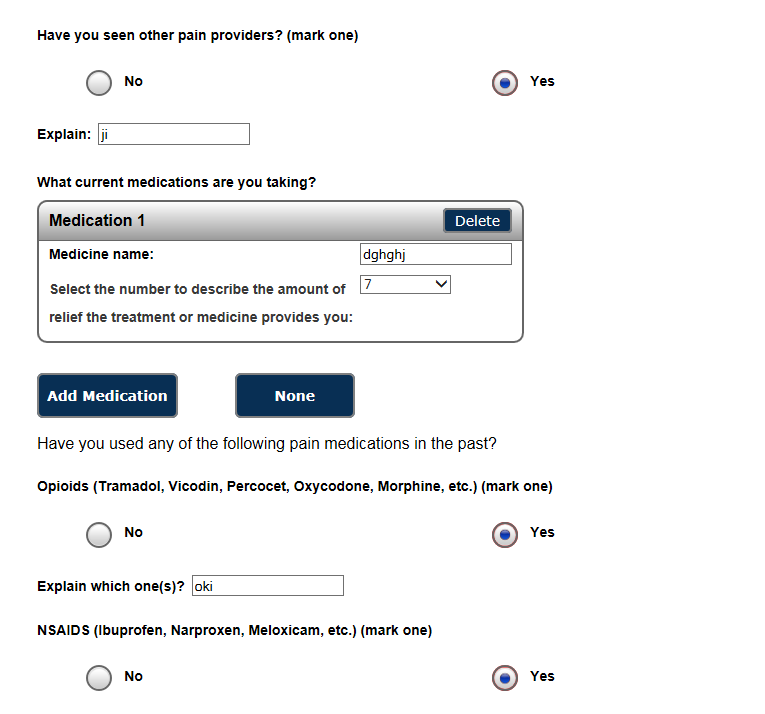 Have you seen other pain providers? (mark one)
No Yes
Explain: ji
What current medications are you taking?
Medication 1 Delete
Medicine name: dghghj
Select the number to describe the amount of 7
relief the treatment or medicine provides you:
Add Medication None
Have you used any of the following pain medications in the past?
Opioids (Tramadol, Vicodin, Percocet, Oxycodone, Morphine, etc.) (mark one)
No Yes
Explain which one(s)? oki
NSAIDS (Ibuprofen, Narproxen, Meloxicam, etc.) (mark one)
No Yes